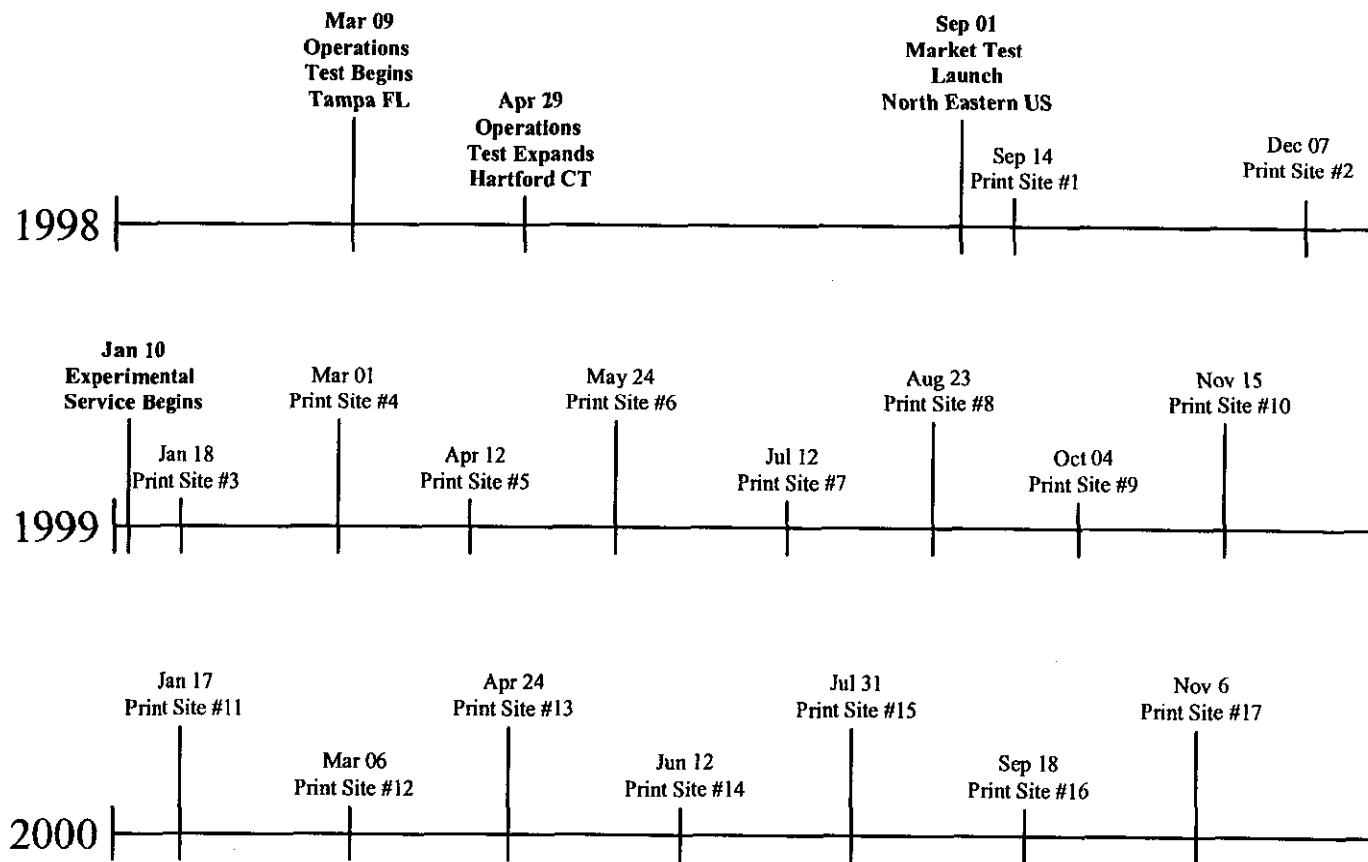 Mar 09
Operations
Test Begins
Tampa FL
Apr 29
Operations
Test Expands
Hartford CT
Sep 01
Market Test
Launch
North Eastern US
Sep 14
Print Site #1
Dec 07
Print Site #2
1998
Jan 10
Experimental
Service Begins
Jan 18
Print Site #3
Mar 01
Print Site #4
Apr 12
Print Site #5
May 24
Print Site #6
Jul 12
Print Site #7
Aug 23
Print Site #8
Oct 04
Print Site #9
Nov 15
Print Site #10
1999
Jan 17
Print Site #11
Mar 06
Print Site #12
Apr 24
Print Site #13
Jun 12
Print Site #14
Jul 31
Print Site #15
Sep 18
Print Site #16
Nov 6
Print Site #17
2000